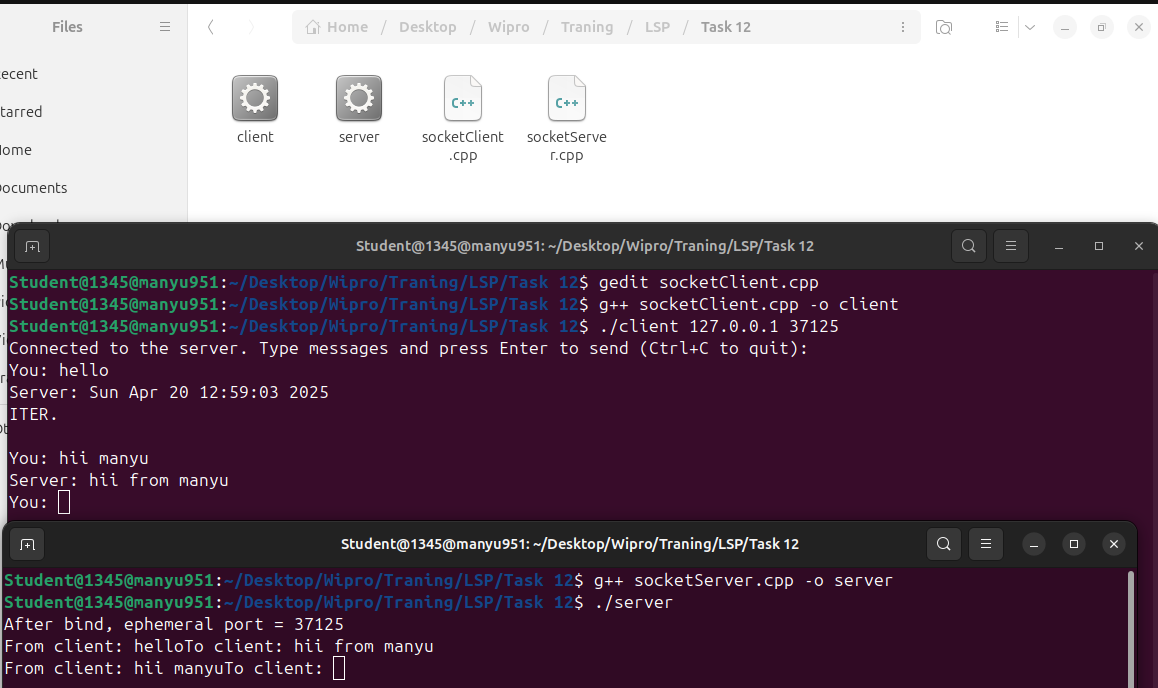 Files
Home / Desktop / Wipro / Traning / LSP / Task 12
ecent
tarred
ome
ocuments
client
server
socketClient
.cpp
socketServe
r.cpp
C++
C++
Student@1345@manyu951: ~/Desktop/Wipro/Traning/LSP/Task 12
Student@1345@manyu951:~/Desktop/Wipro/Traning/LSP/Task 12$ gedit socketClient.cpp
Student@1345@manyu951:~/Desktop/Wipro/Traning/LSP/Task 12$ g++ socketClient.cpp -o client
Student@1345@manyu951:~/Desktop/Wipro/Traning/LSP/Task 12$ ./client 127.0.0.1 37125
Connected to the server. Type messages and press Enter to send (Ctrl+C to quit):
You: hello
Server: Sun Apr 20 12:59:03 2025
ITER.
You: hii manyu
Server: hii from manyu
You:
Student@1345@manyu951: ~/Desktop/Wipro/Traning/LSP/Task 12
Student@1345@manyu951:~/Desktop/Wipro/Traning/LSP/Task 12$ g++ socketServer.cpp -o server
Student@1345@manyu951:~/Desktop/Wipro/Traning/LSP/Task 12$ ./server
After bind, ephemeral port = 37125
From client: helloTo client: hii from manyu
From client: hii manyuTo client: